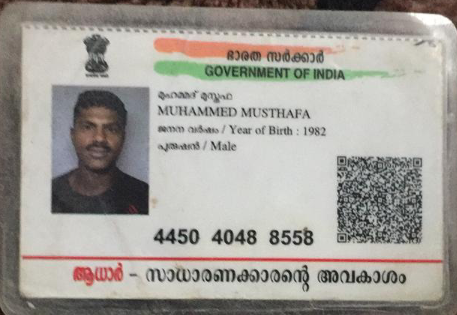 ഭാരത സർക്കാർ
GOVERNMENT OF INDIA
മുഹമ്മദ് മുസ്തഫ
MUHAMMED MUSTHAFA
ജനന വർഷം / Year of Birth : 1982
പുരുഷൻ / Male
4450 4048 8558
ആധാർ - സാധാരണക്കാരന്റെ അവകാശം